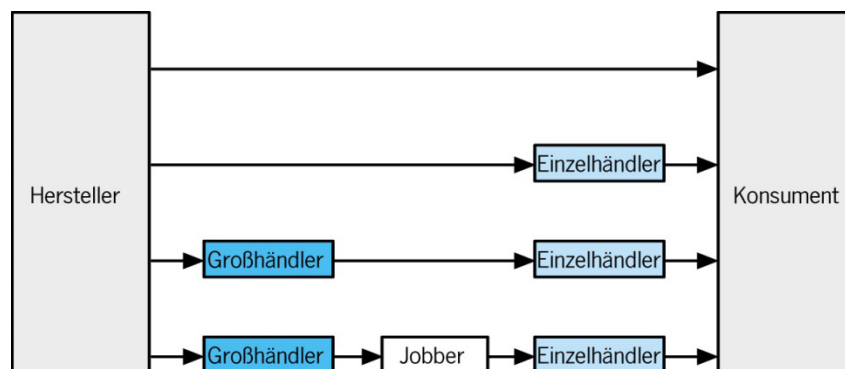 Einzelhändler
Hersteller
Konsument
Großhändler
Einzelhändler
Großhändler
Jobber
Einzelhändler